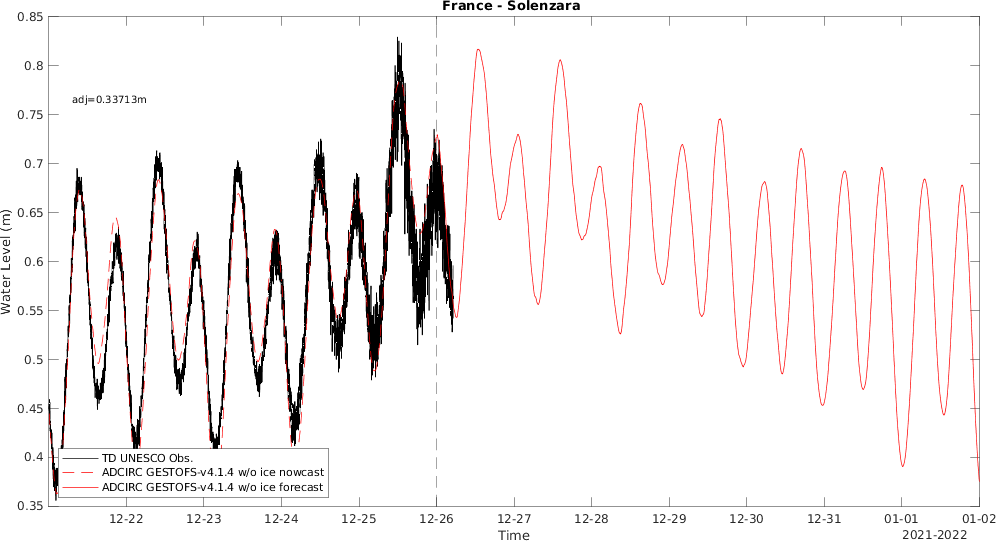 France - Solenzara
0.85
0.8
0.75
0.7
0.65
0.6
0.55
0.5
0.45
0.4
0.35
Water Level (m)
adj=0.33713m
TD UNESCO Obs.
ADCIRC GESTOFS-v4.1.4 w/o ice nowcast
ADCIRC GESTOFS-v4.1.4 w/o ice forecast
12-22 12-23 12-24 12-25 12-26 12-27 12-28 12-29 12-30 12-31 01-01 01-02
Time
2021-2022